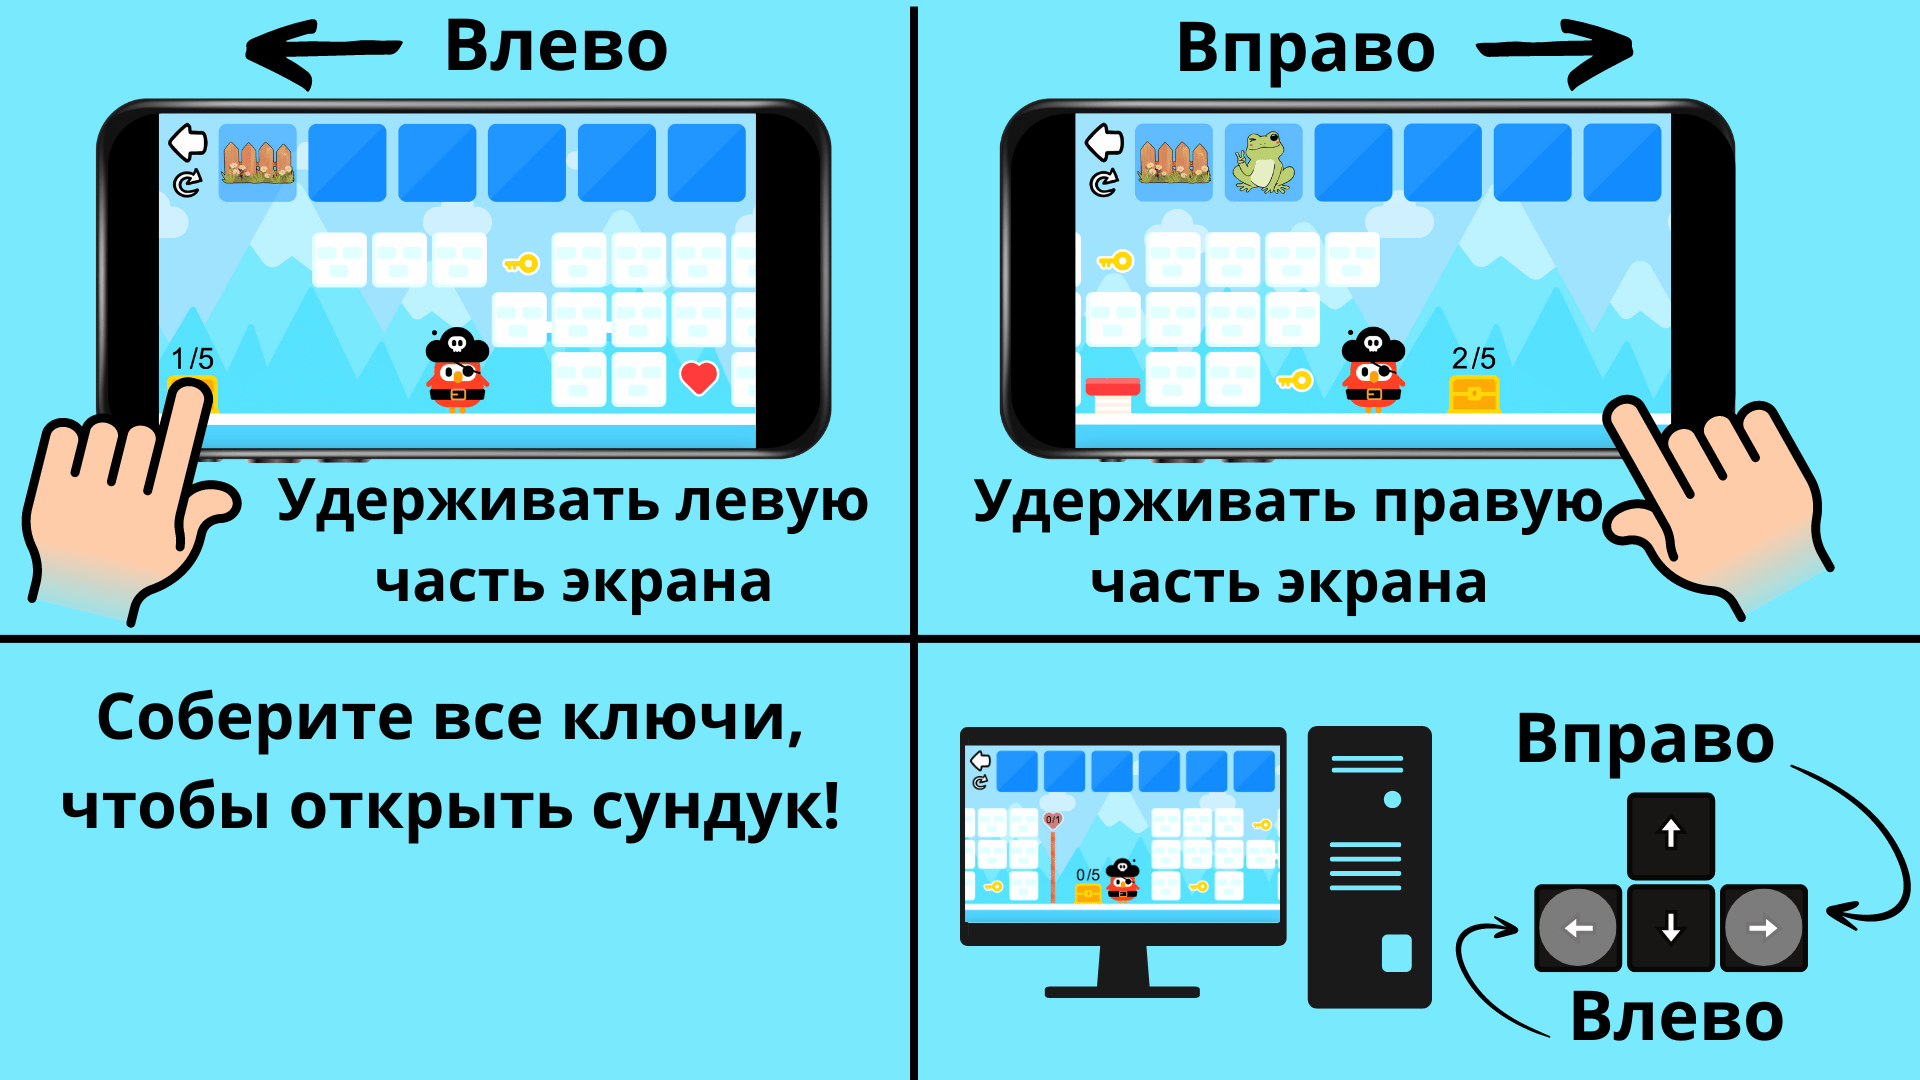 Влево
1/5
Удерживать левую
часть экрана
Вправо
2/5
Удерживать правую
часть экрана
Соберите все ключи,
чтобы открыть сундук!
0/1
0/5
Вправо
Влево